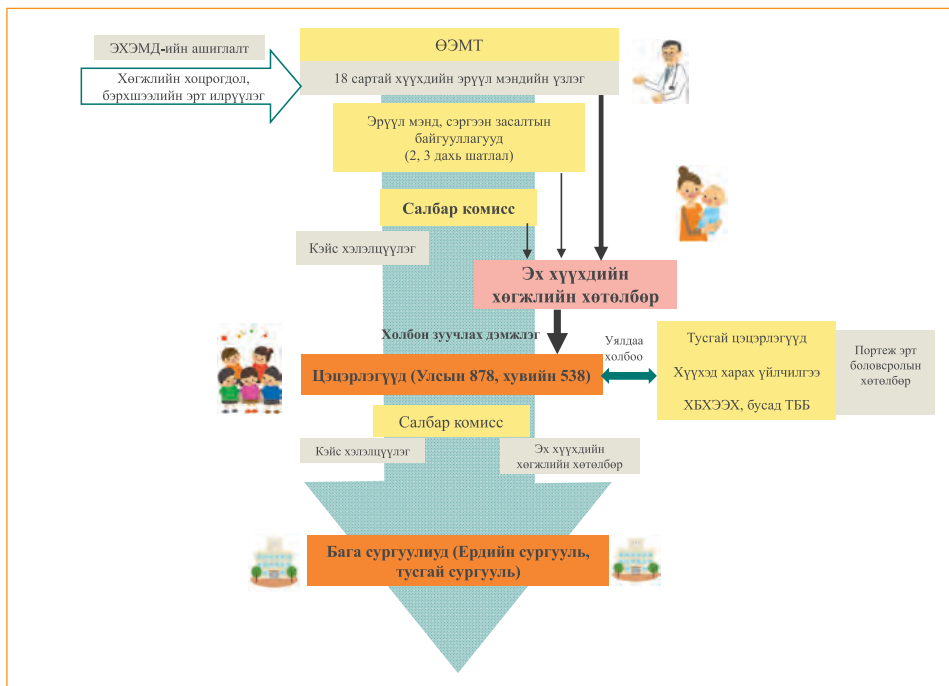 ЭХЭМД-ийн ашиглалт
Хөгжлийн хоцрогдол,
бэрхшээлийн эрт илрүүлэг
ӨЭМТ
18 сартай хүүхдийн эрүүл мэндийн үзлэг
Эрүүл мэнд, сэргээн засалтын
байгууллагууд
(2, 3 дахь шатлал)
Салбар комисс
Кэйс хэлэлцүүлэг
Эх хүүхдийн
хөгжлийн хөтөлбөр
Холбон зуучлах дэмжлэг
Цэцэрлэгүүд (Улсын 878, хувийн 538)
Уялдаа
холбоо
Тусгай цэцэрлэгүүд
Хүүхэд харах үйлчилгээ
ХБХЭЭХ, бусад ТББ
Портеж эрт
боловсролын
хөтөлбөр
Салбар комисс
Кэйс хэлэлцүүлэг
Эх хүүхдийн
хөгжлийн хөтөлбөр
Бага сургуулиуд (Ердийн сургууль,
тусгай сургууль)